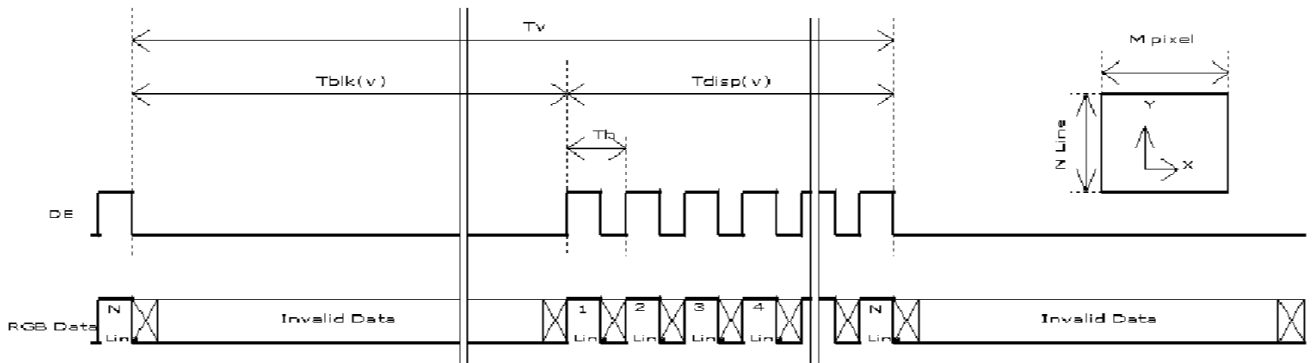 Tv
M pixel
Tblk(v)
Tdisp(v)
Th
Y
N Line
X
DE
N
1
2
3
4
N
RGB Data
Invalid Data
Invalid Data
Lin
Lin
Lin
Lin
Lin
Lin